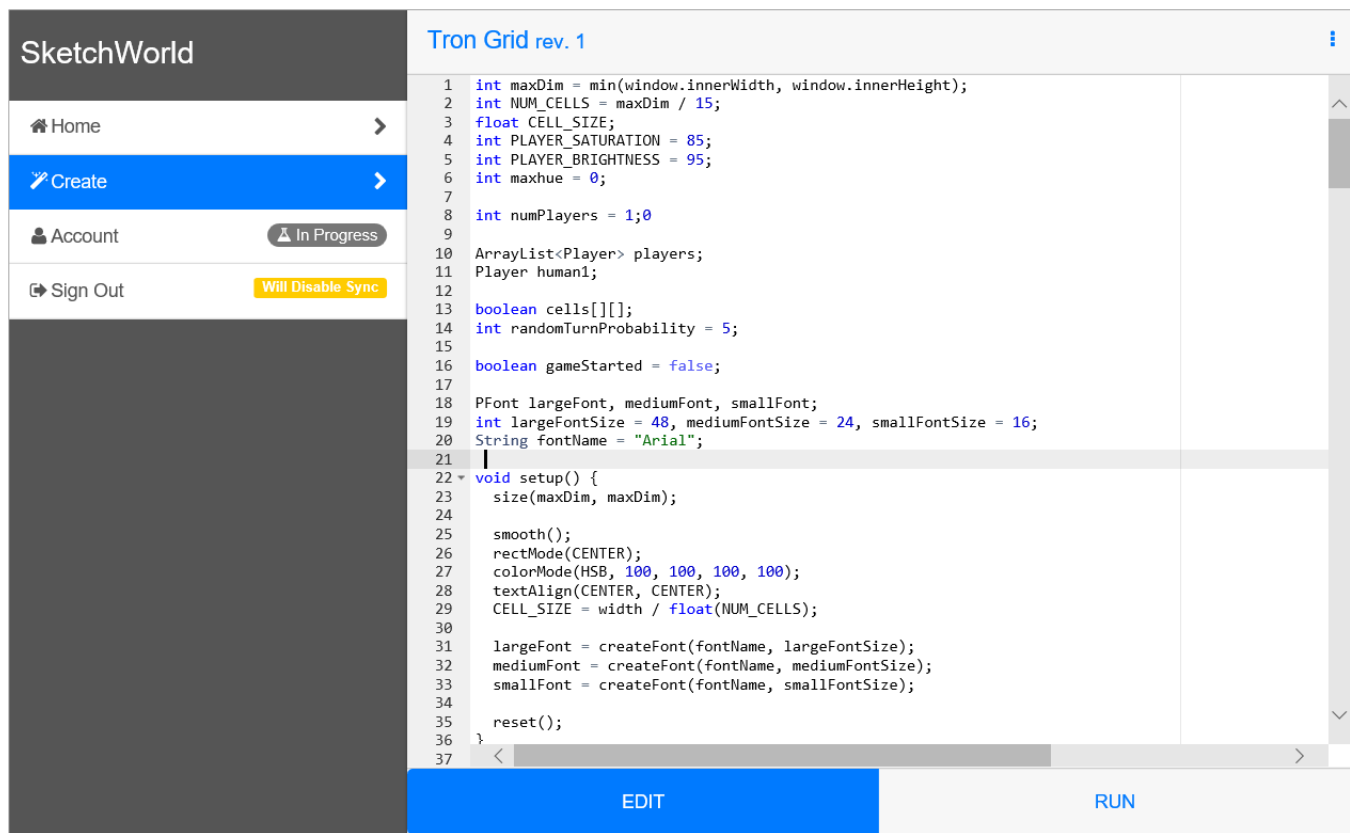 SketchWorld
Home
Create
Account
In Progress
Sign Out
Will Disable Sync
Tron Grid rev. 1
1 int maxDim = min(window.innerWidth, window.innerHeight);
2 int NUM_CELLS = maxDim / 15;
3 float CELL_SIZE;
4 int PLAYER_SATURATION = 85;
5 int PLAYER_BRIGHTNESS = 95;
6 int maxhue = 0;
7
8 int numPlayers = 1;0
9
10 ArrayList<Player> players;
11 Player human1;
12
13 boolean cells[][];
14 int randomTurnProbability = 5;
15
16 boolean gameStarted = false;
17
18 PFont largeFont, mediumFont, smallFont;
19 int largeFontSize = 48, mediumFontSize = 24, smallFontSize = 16;
20 String fontName = "Arial";
21
22 void setup() {
23   size(maxDim, maxDim);
24
25   smooth();
26   rectMode(CENTER);
27   colorMode(HSB, 100, 100, 100, 100);
28   textAlign(CENTER, CENTER);
29   CELL_SIZE = width / float(NUM_CELLS);
30
31   largeFont = createFont(fontName, largeFontSize);
32   mediumFont = createFont(fontName, mediumFontSize);
33   smallFont = createFont(fontName, smallFontSize);
34
35   reset();
36 }
37
EDIT
RUN